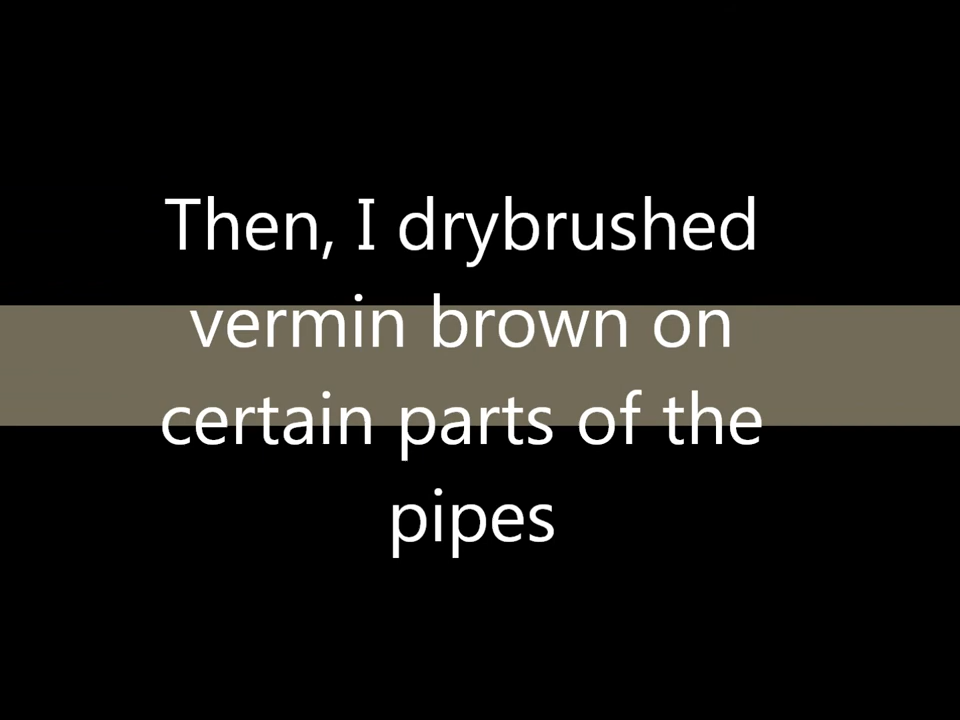 Then, I drybrushed
vermin brown on
certain parts of the
pipes